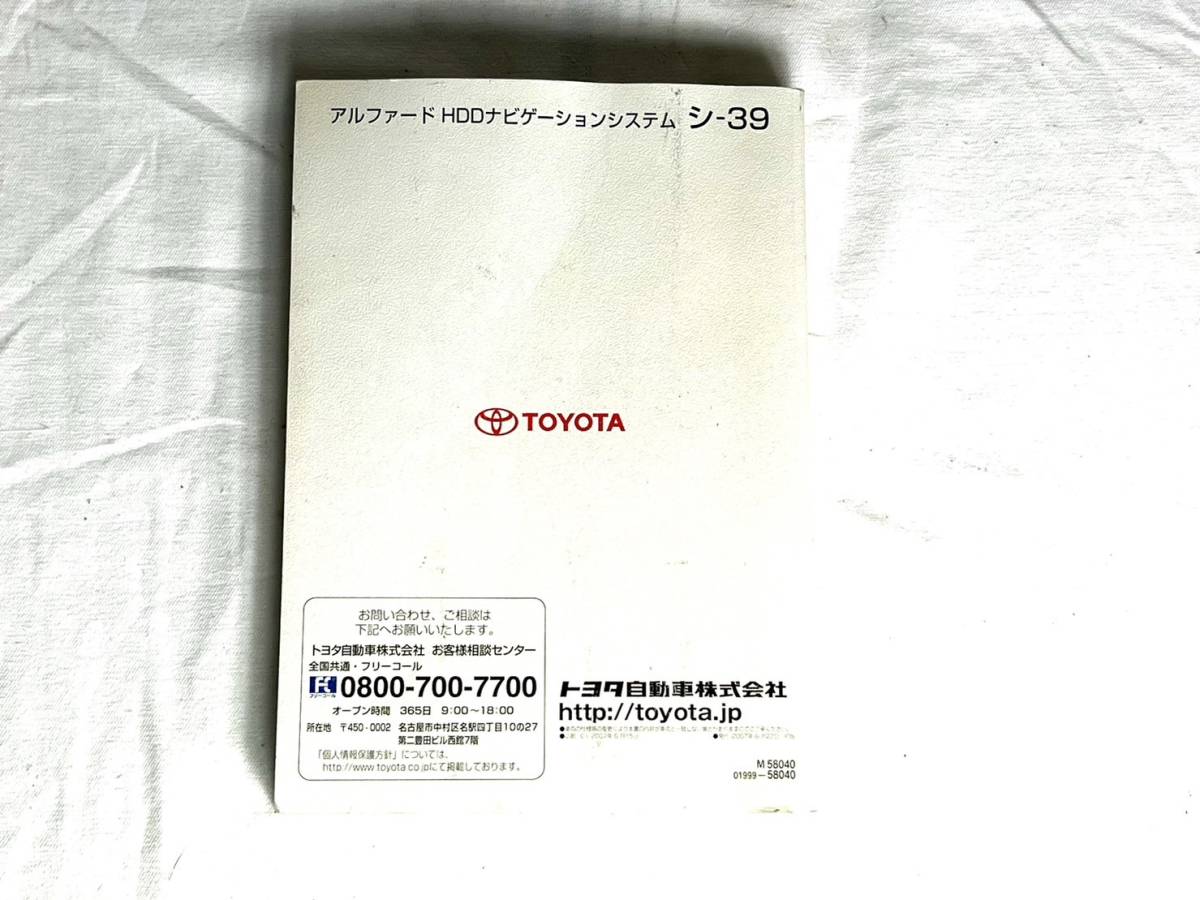 アルファード HDDナビゲーションシステム シ-39
TOYOTA
お問い合わせ、ご相談は
下記へお願いいたします。
トヨタ自動車株式会社 お客様相談センター
全国共通・フリーコール
FC フリーコール 0800-700-7700
オープン時間 365日 9:00〜18:00
所在地 〒450-0002 名古屋市中村区名駅四丁目10の27
第二豊田ビル西館7階
「個人情報保護方針」については、
http://www.toyota.co.jpにて掲載しております。
トヨタ自動車株式会社
http://toyota.jp
M 58040
01999-58040